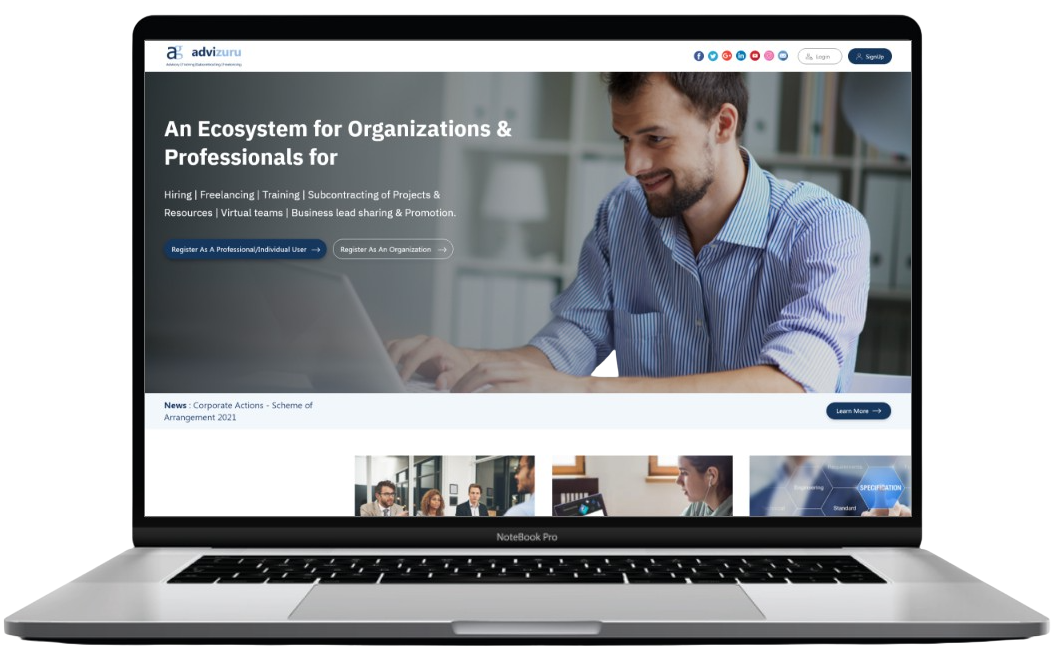 ag advizuru
Advisory | Training | Subcontracting | Freelancing
Login
SignUp
An Ecosystem for Organizations &
Professionals for
Hiring | Freelancing | Training | Subcontracting of Projects &
Resources | Virtual teams | Business lead sharing & Promotion.
Register As A Professional/Individual User →
Register As An Organization →
News : Corporate Actions - Scheme of
Arrangement 2021
Learn More →
Requirements
Engineering
SPECIFICATION
Standard
NoteBook Pro